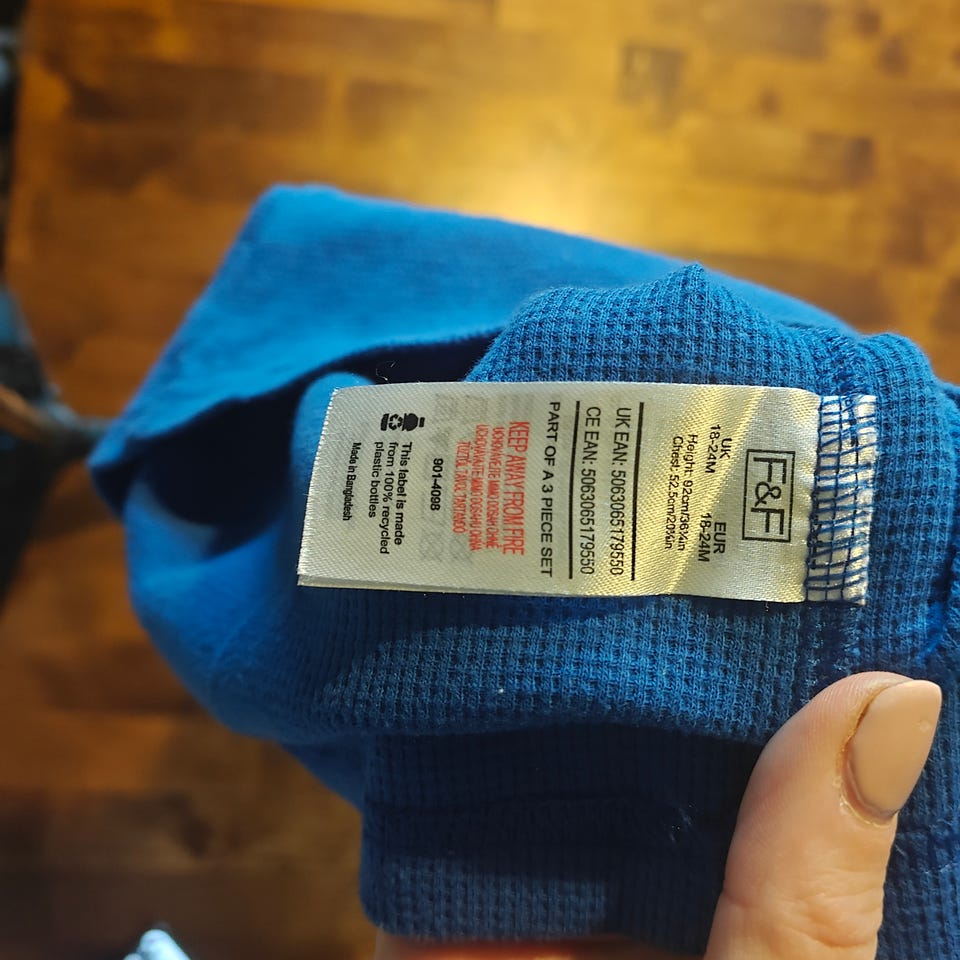 F&F
UK EUR
18-24M 18-24M
Height: 92cm/36¼in
Chest: 52.5cm/20¾in
UK EAN: 5063065179550
CE EAN: 5063065179550
PART OF A 3 PIECE SET
KEEP AWAY FROM FIRE
901-4098
This label is made
from 100% recycled
plastic bottles
Made in Bangladesh